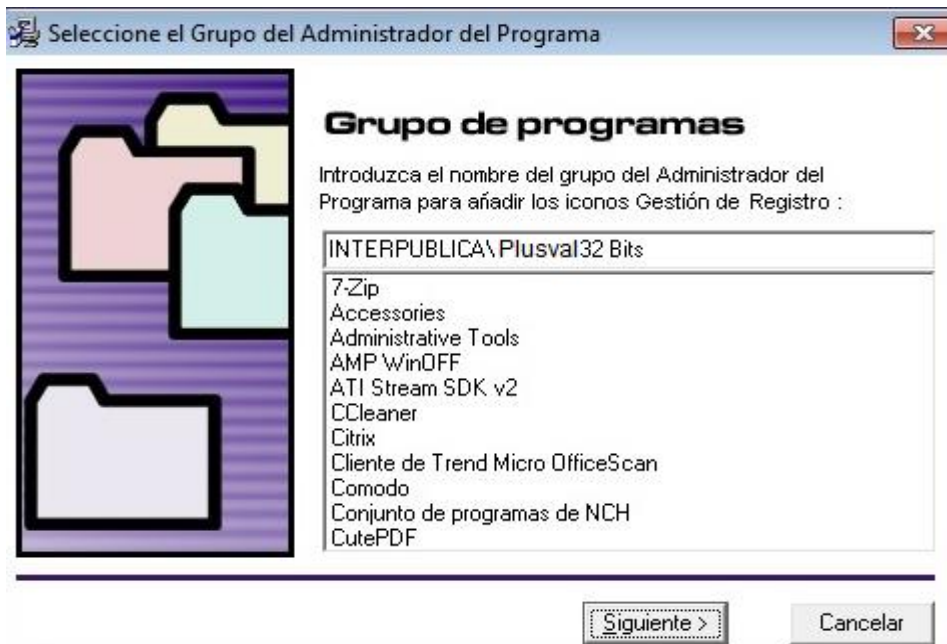 Seleccione el Grupo del Administrador del Programa
Grupo de programas
Introduzca el nombre del grupo del Administrador del
Programa para añadir los iconos Gestión de Registro :
INTERPUBLICA\Plusval32 Bits
7-Zip
Accessories
Administrative Tools
AMP WinOFF
ATI Stream SDK v2
CCleaner
Citrix
Cliente de Trend Micro OfficeScan
Comodo
Conjunto de programas de NCH
CutePDF
Siguiente >
Cancelar